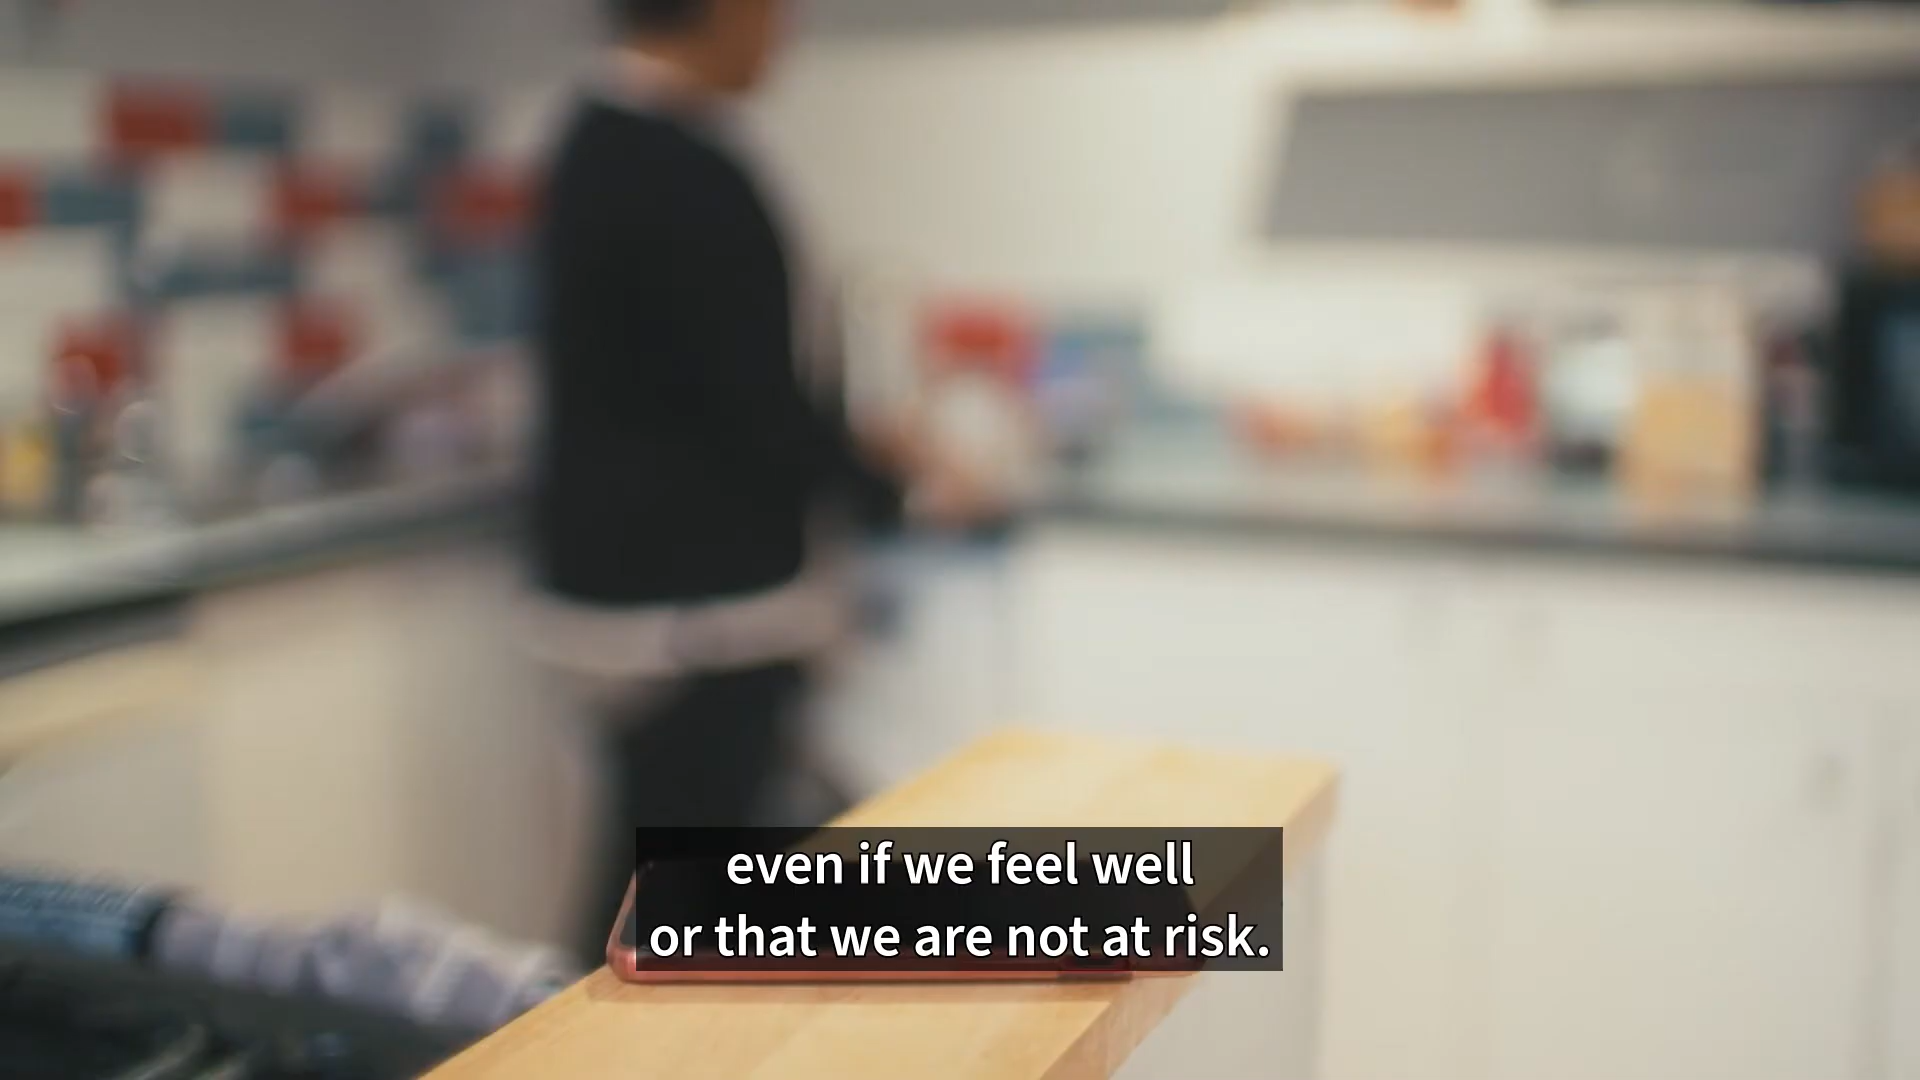 even if we feel well
or that we are not at risk.